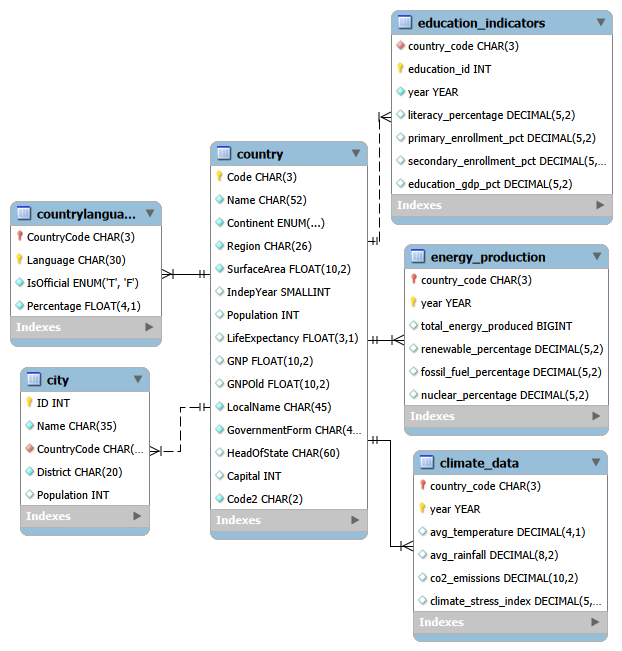 education_indicators
country_code CHAR(3)
education_id INT
year YEAR
literacy_percentage DECIMAL(5,2)
primary_enrollment_pct DECIMAL(5,2)
secondary_enrollment_pct DECIMAL(5,...
education_gdp_pct DECIMAL(5,2)
Indexes
country
Code CHAR(3)
Name CHAR(52)
Continent ENUM(...)
Region CHAR(26)
SurfaceArea FLOAT(10,2)
IndepYear SMALLINT
Population INT
LifeExpectancy FLOAT(3,1)
GNP FLOAT(10,2)
GNPOld FLOAT(10,2)
LocalName CHAR(45)
GovernmentForm CHAR(4...
HeadOfState CHAR(60)
Capital INT
Code2 CHAR(2)
Indexes
countrylangua...
CountryCode CHAR(3)
Language CHAR(30)
IsOfficial ENUM('T', 'F')
Percentage FLOAT(4,1)
Indexes
energy_production
country_code CHAR(3)
year YEAR
total_energy_produced BIGINT
renewable_percentage DECIMAL(5,2)
fossil_fuel_percentage DECIMAL(5,2)
nuclear_percentage DECIMAL(5,2)
Indexes
city
ID INT
Name CHAR(35)
CountryCode CHAR(...
District CHAR(20)
Population INT
Indexes
climate_data
country_code CHAR(3)
year YEAR
avg_temperature DECIMAL(4,1)
avg_rainfall DECIMAL(8,2)
co2_emissions DECIMAL(10,2)
climate_stress_index DECIMAL(5,...
Indexes